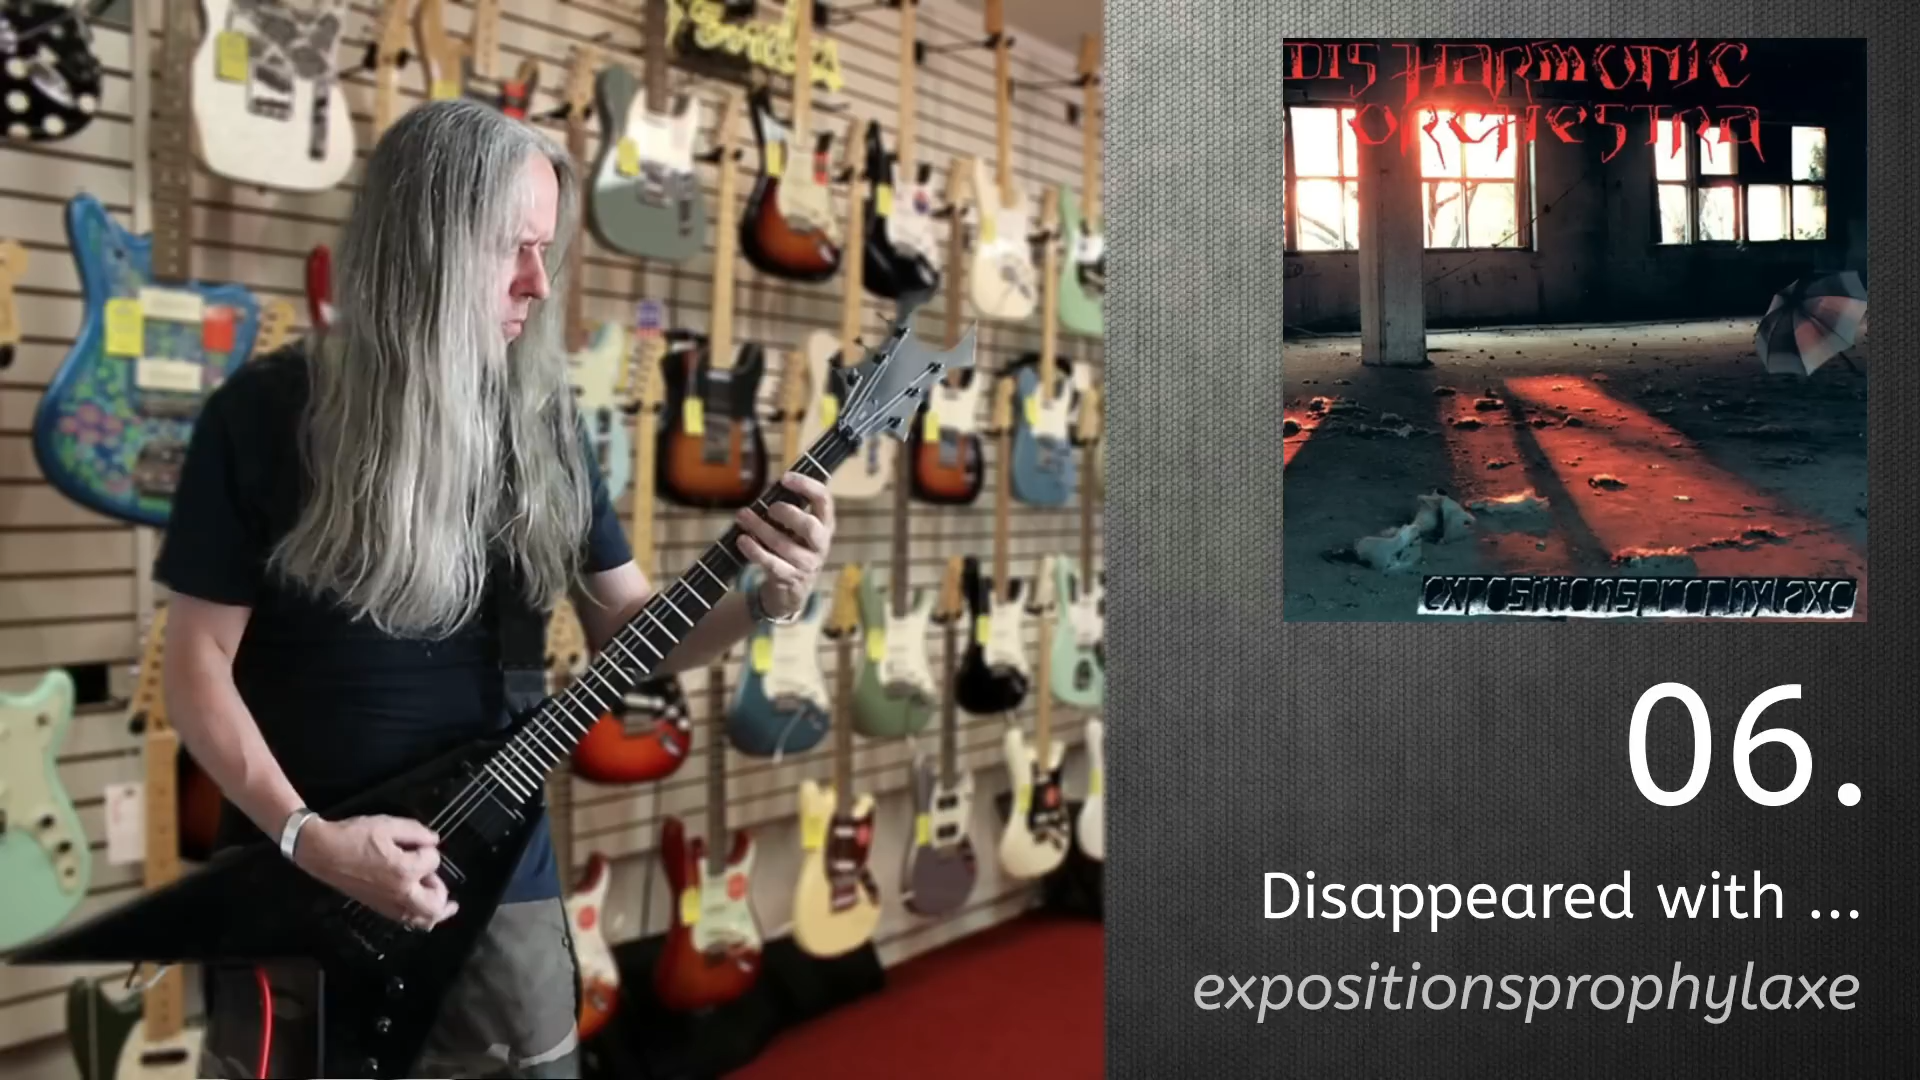 DISHARMONIC
ORCHESTRA
expositionsprophylaxe
06.
Disappeared with ...
expositionsprophylaxe